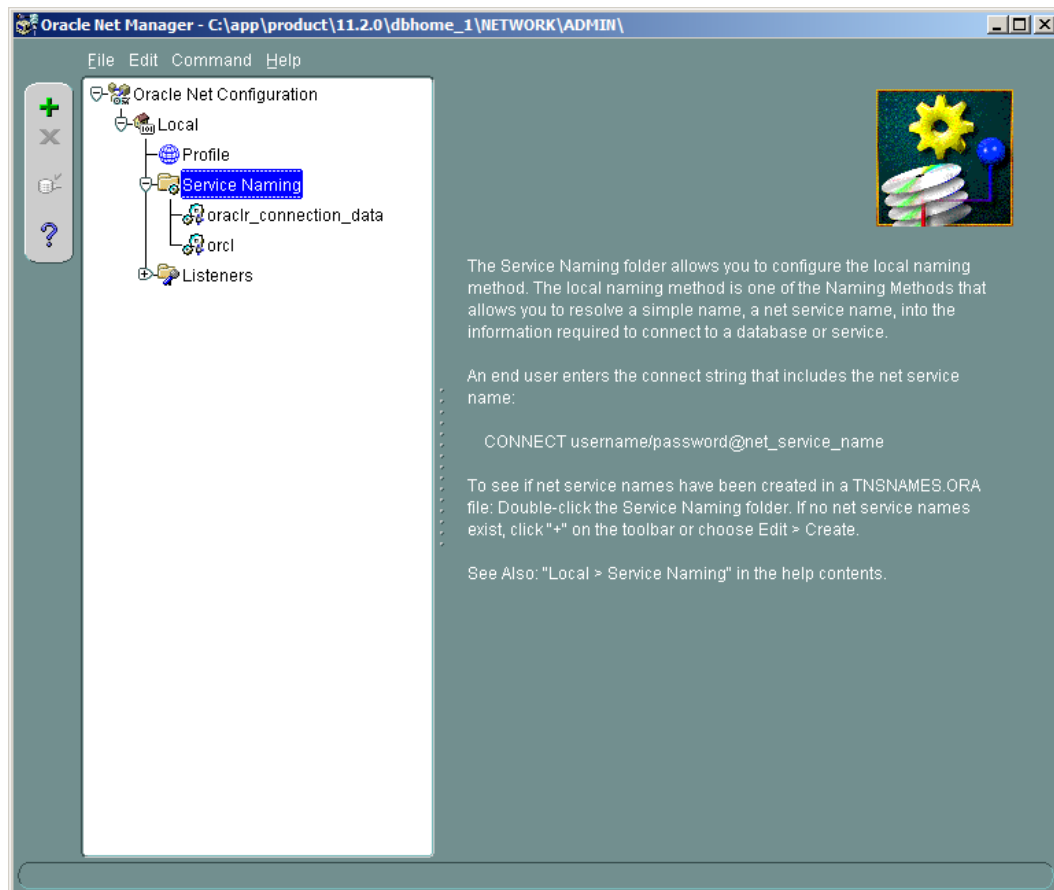 Oracle Net Manager - C:\app\product\11.2.0\dbhome_1\NETWORK\ADMIN\
File Edit Command Help
Oracle Net Configuration
Local
Profile
Service Naming
oraclr_connection_data
orcl
Listeners
The Service Naming folder allows you to configure the local naming
method. The local naming method is one of the Naming Methods that
allows you to resolve a simple name, a net service name, into the
information required to connect to a database or service.
An end user enters the connect string that includes the net service
name:
CONNECT username/password@net_service_name
To see if net service names have been created in a TNSNAMES.ORA
file: Double-click the Service Naming folder. If no net service names
exist, click "+" on the toolbar or choose Edit > Create.
See Also: "Local > Service Naming" in the help contents.